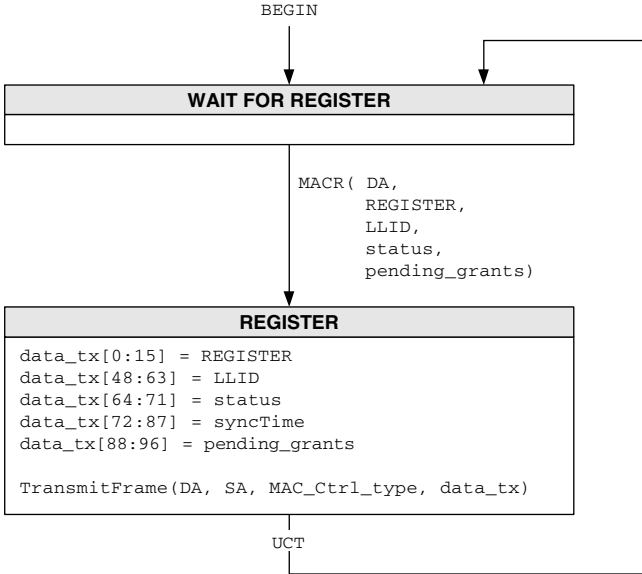 BEGIN
WAIT FOR REGISTER
MACR( DA,
REGISTER,
LLID,
status,
pending_grants)
REGISTER
data_tx[0:15] = REGISTER
data_tx[48:63] = LLID
data_tx[64:71] = status
data_tx[72:87] = syncTime
data_tx[88:96] = pending_grants
TransmitFrame(DA, SA, MAC_Ctrl_type, data_tx)
UCT